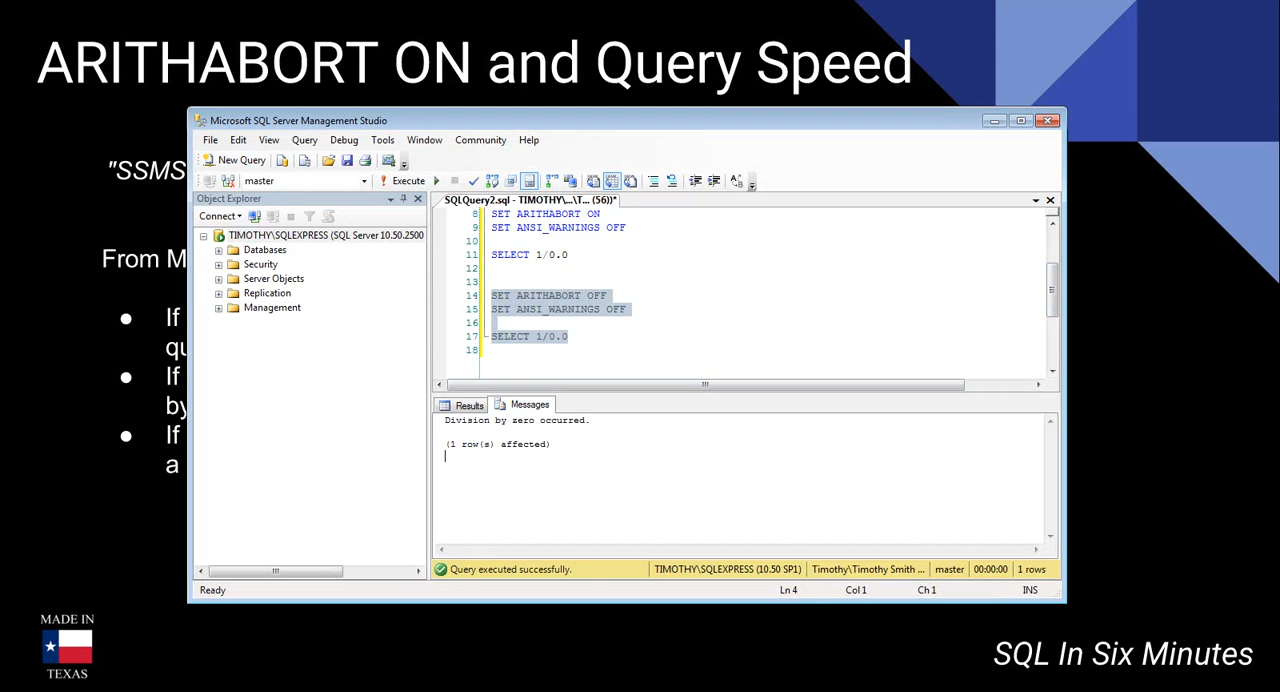 ARITHABORT ON and Query Speed
"SSMS
From M
If
qu
If
by
If
a
Microsoft SQL Server Management Studio
File Edit View Query Debug Tools Window Community Help
New Query
master Execute
Object Explorer
Connect
TIMOTHY\SQLEXPRESS (SQL Server 10.50.2500
Databases
Security
Server Objects
Replication
Management
SQLQuery2.sql - TIMOTHY\...\T... (56))*
8 SET ARITHABORT ON
9 SET ANSI_WARNINGS OFF
10
11 SELECT 1/0.0
12
13
14 SET ARITHABORT OFF
15 SET ANSI_WARNINGS OFF
16
17 SELECT 1/0.0
18
Results Messages
Division by zero occurred.
(1 row(s) affected)
Query executed successfully. TIMOTHY\SQLEXPRESS (10.50 SP1) Timothy\Timothy Smith ... master 00:00:00 1 rows
Ready Ln 4 Col 1 Ch 1 INS
MADE IN
TEXAS
SQL In Six Minutes